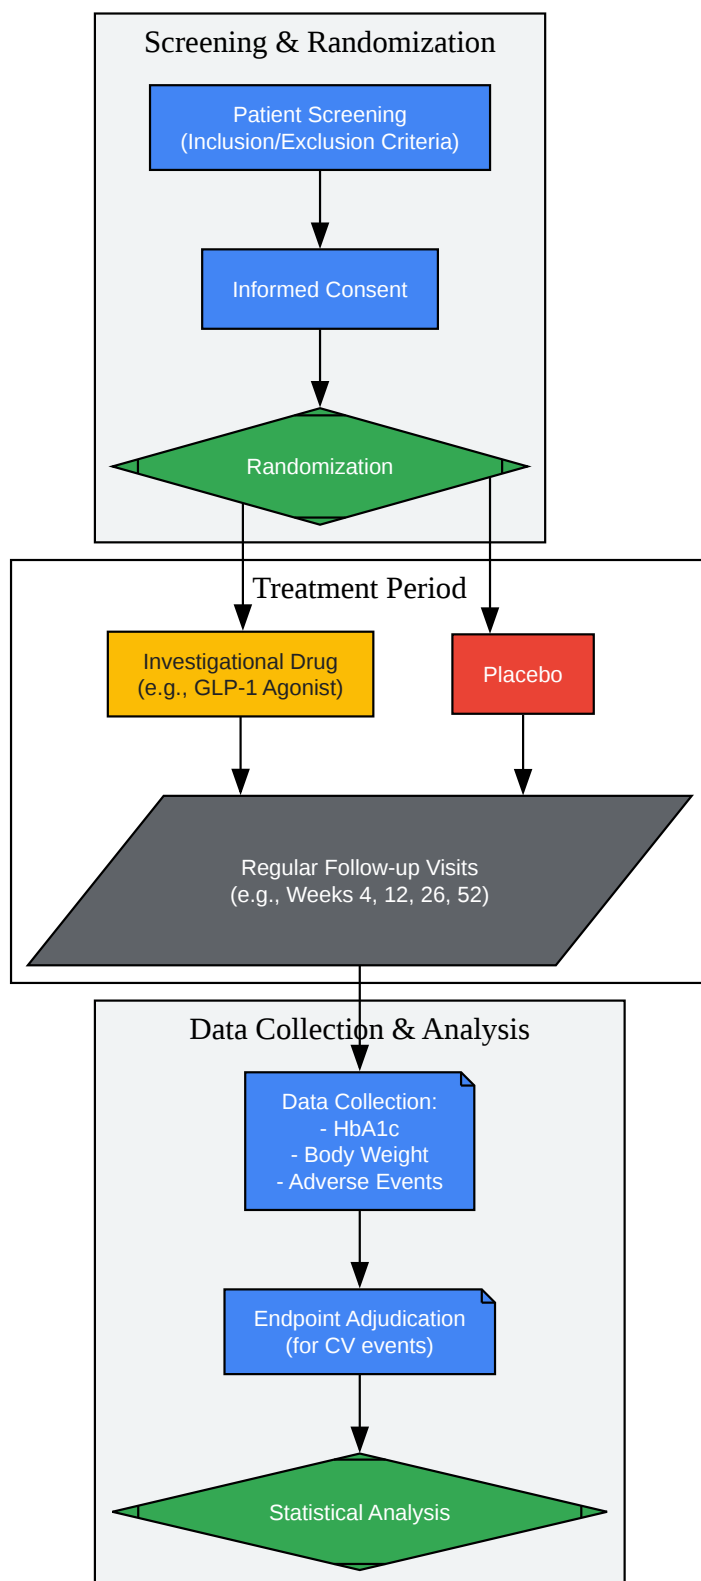 Screening & Randomization
Patient Screening
(Inclusion/Exclusion Criteria)
Informed Consent
Randomization
Treatment Period
Investigational Drug
(e.g., GLP-1 Agonist)
Placebo
Regular Follow-up Visits
(e.g., Weeks 4, 12, 26, 52)
Data Collection & Analysis
Data Collection:
- HbA1c
- Body Weight
- Adverse Events
Endpoint Adjudication
(for CV events)
Statistical Analysis